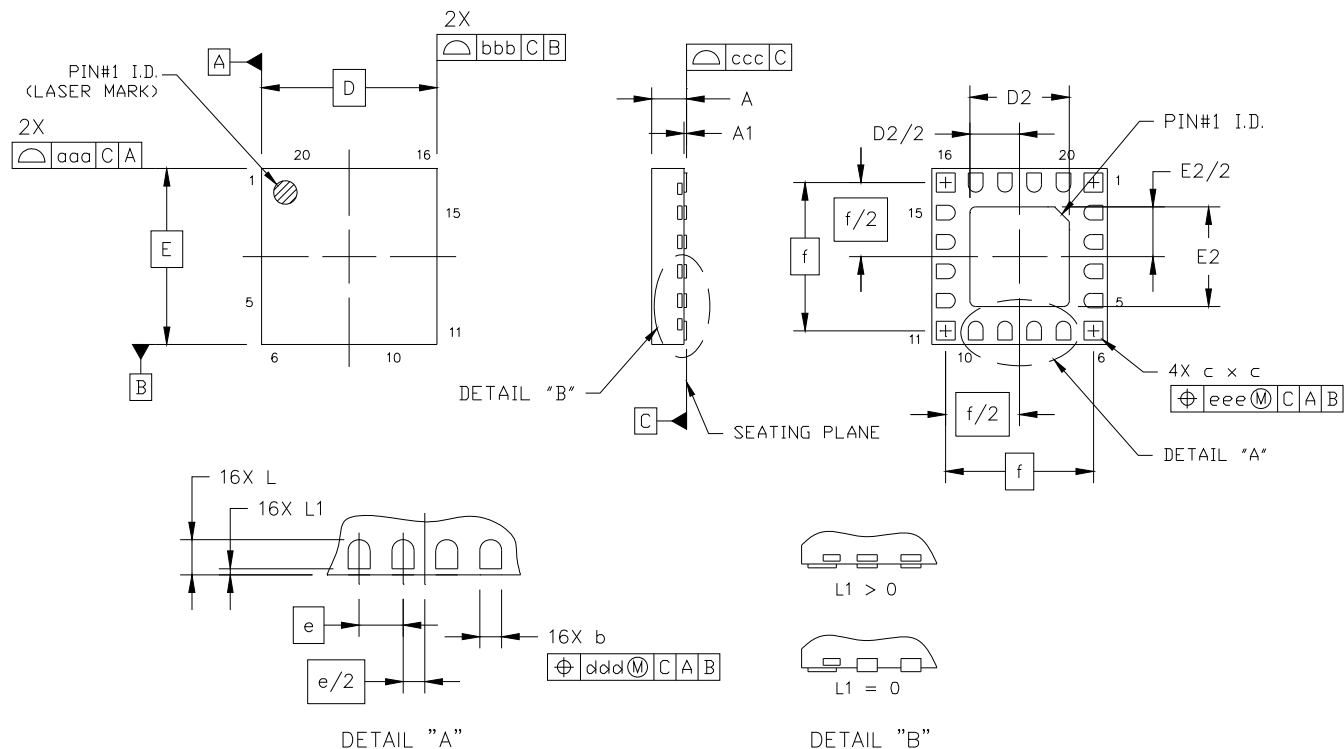 2X
bbb C B
A
PIN#1 I.D.
(LASER MARK)
D
2X
aaa C A
20
16
1
15
E
5
11
6
10
B
ccc C
A
A1
DETAIL "B"
C
SEATING PLANE
D2
D2/2
PIN#1 I.D.
16
20
1
E2/2
15
f/2
f
E2
5
11
10
6
4X c x c
⌖ eee Ⓜ C A B
f/2
f
DETAIL "A"
16X L
16X L1
e
e/2
16X b
⌖ ddd Ⓜ C A B
DETAIL "A"
L1 > 0
L1 = 0
DETAIL "B"